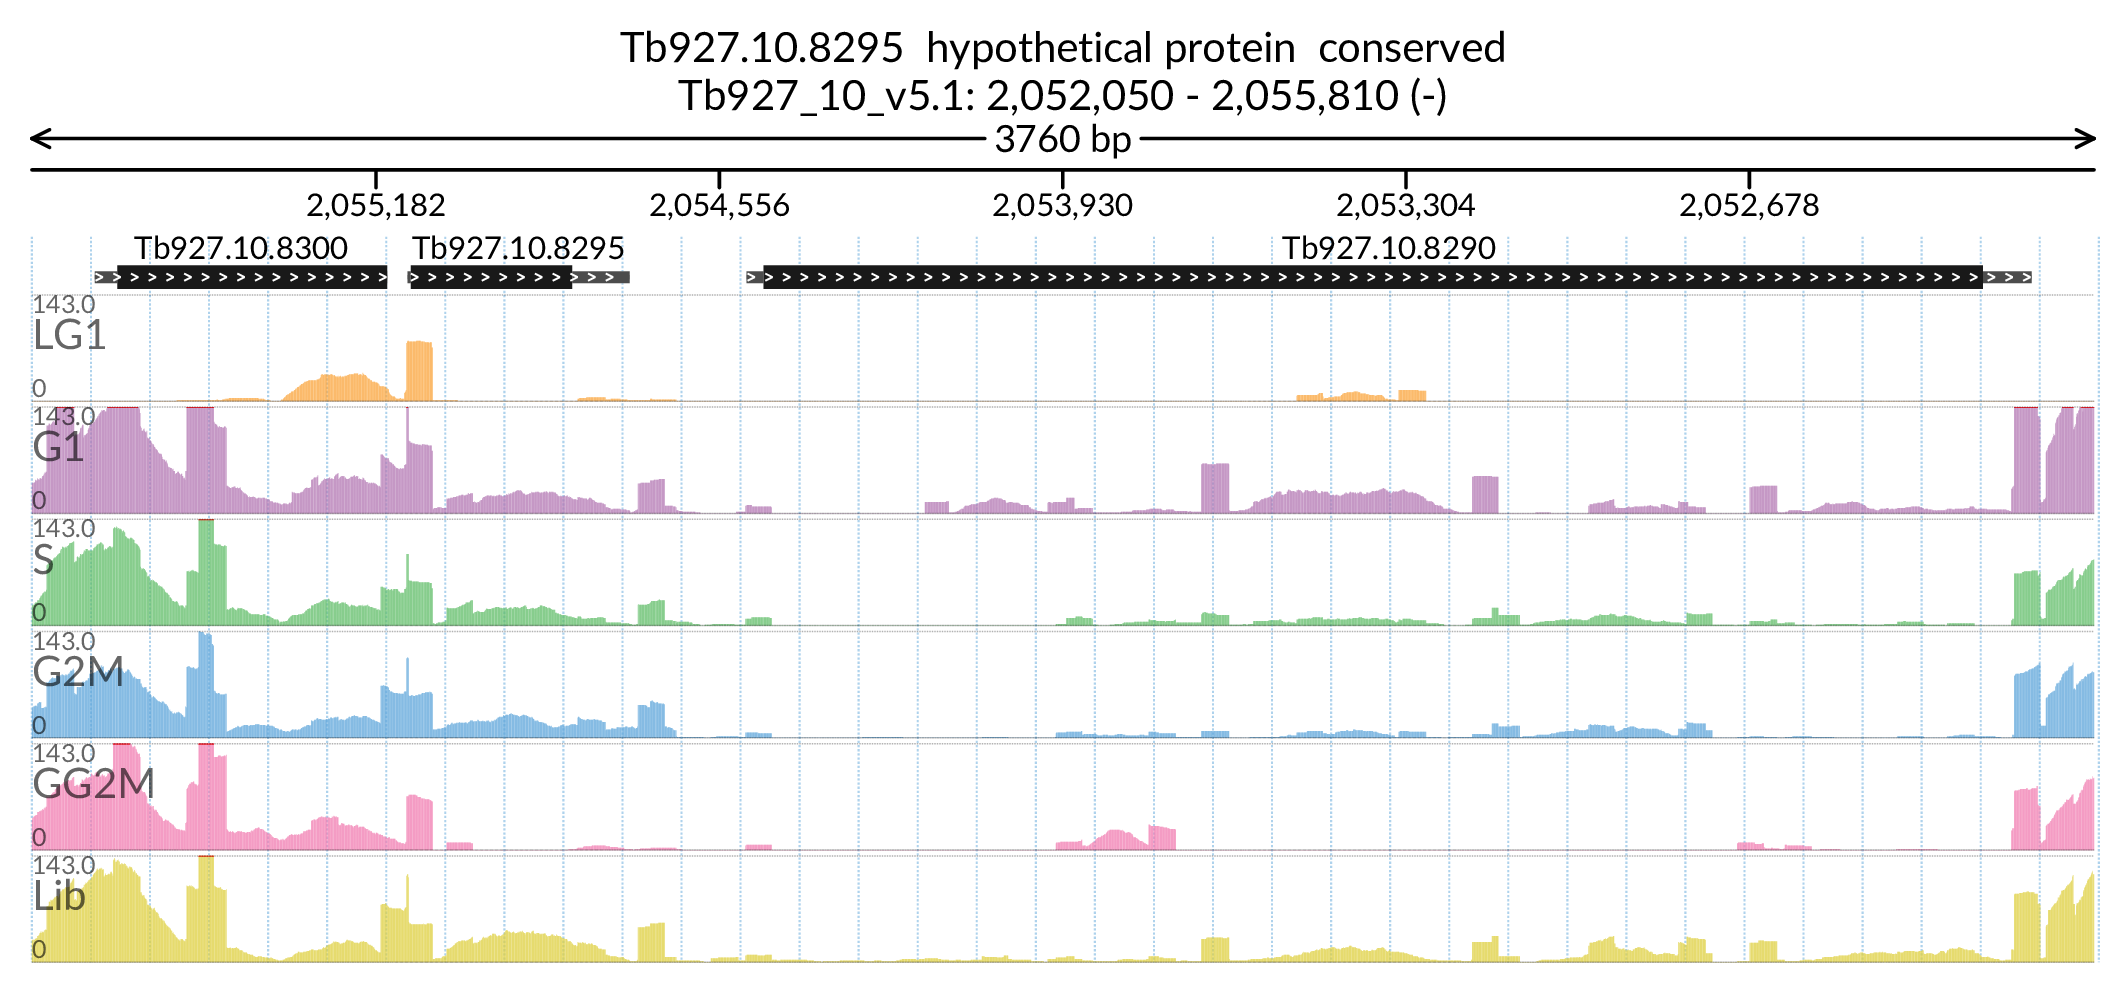 Tb927.10.8295 hypothetical protein conserved
Tb927_10_v5.1: 2,052,050 - 2,055,810 (-)
3760 bp
2,055,182 2,054,556 2,053,930 2,053,304 2,052,678
Tb927.10.8300 Tb927.10.8295 Tb927.10.8290
143.0
LG1
0
143.0
G1
0
143.0
S
0
143.0
G2M
0
143.0
GG2M
0
143.0
Lib
0